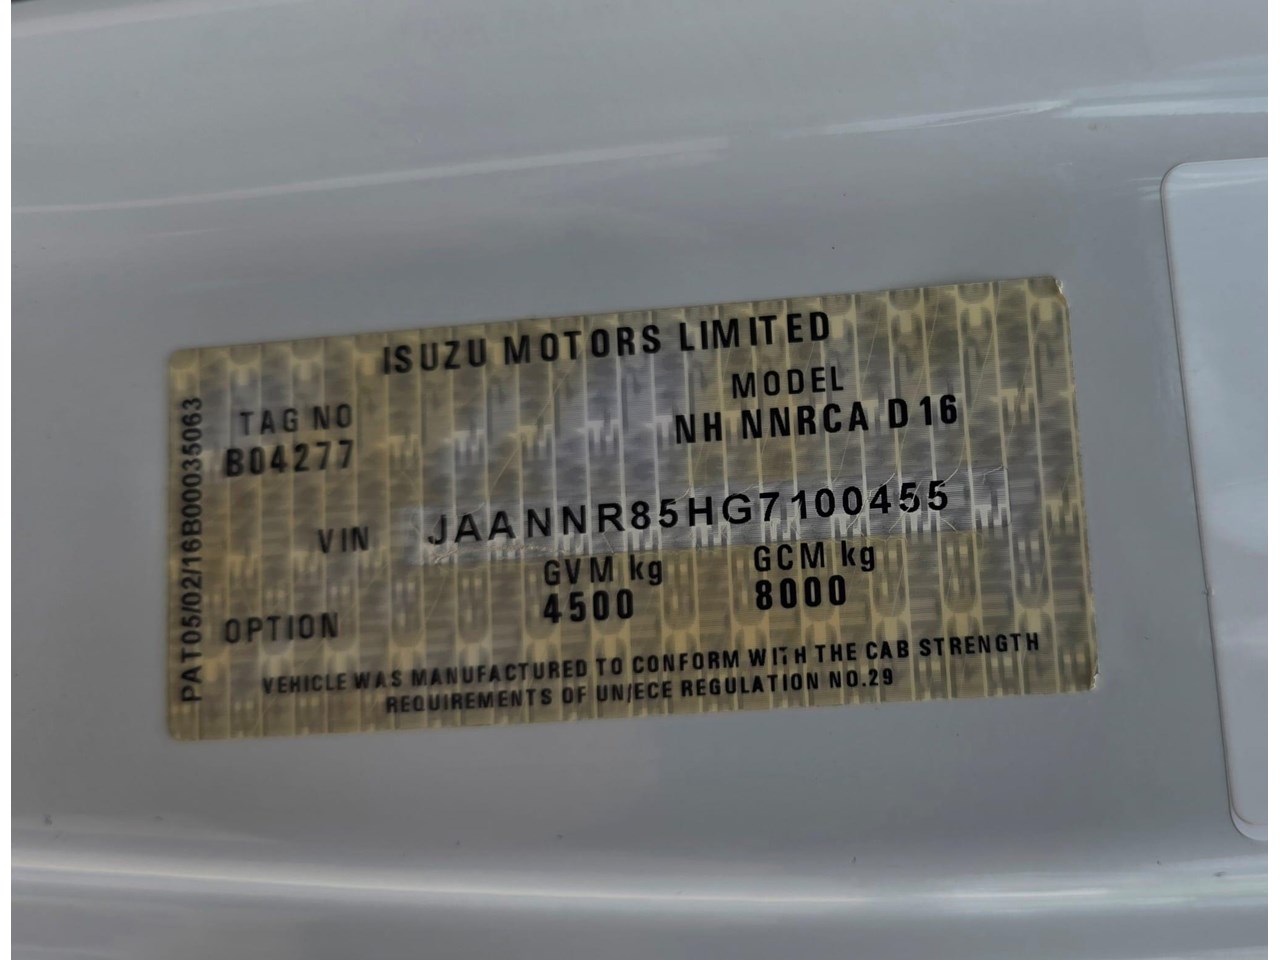 ISUZU MOTORS LIMITED
TAG NO
B04277
MODEL
NH NNRCA D16
VIN JAANNR85HG7100455
GVM kg
4500
GCM kg
8000
OPTION
VEHICLE WAS MANUFACTURED TO CONFORM WITH THE CAB STRENGTH
REQUIREMENTS OF UN/ECE REGULATION NO.29
PAT05/02/16B00035063